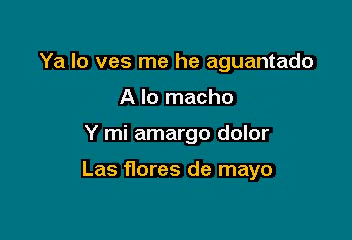 Ya lo ves me he aguantado
A lo macho
Y mi amargo dolor
Las flores de mayo